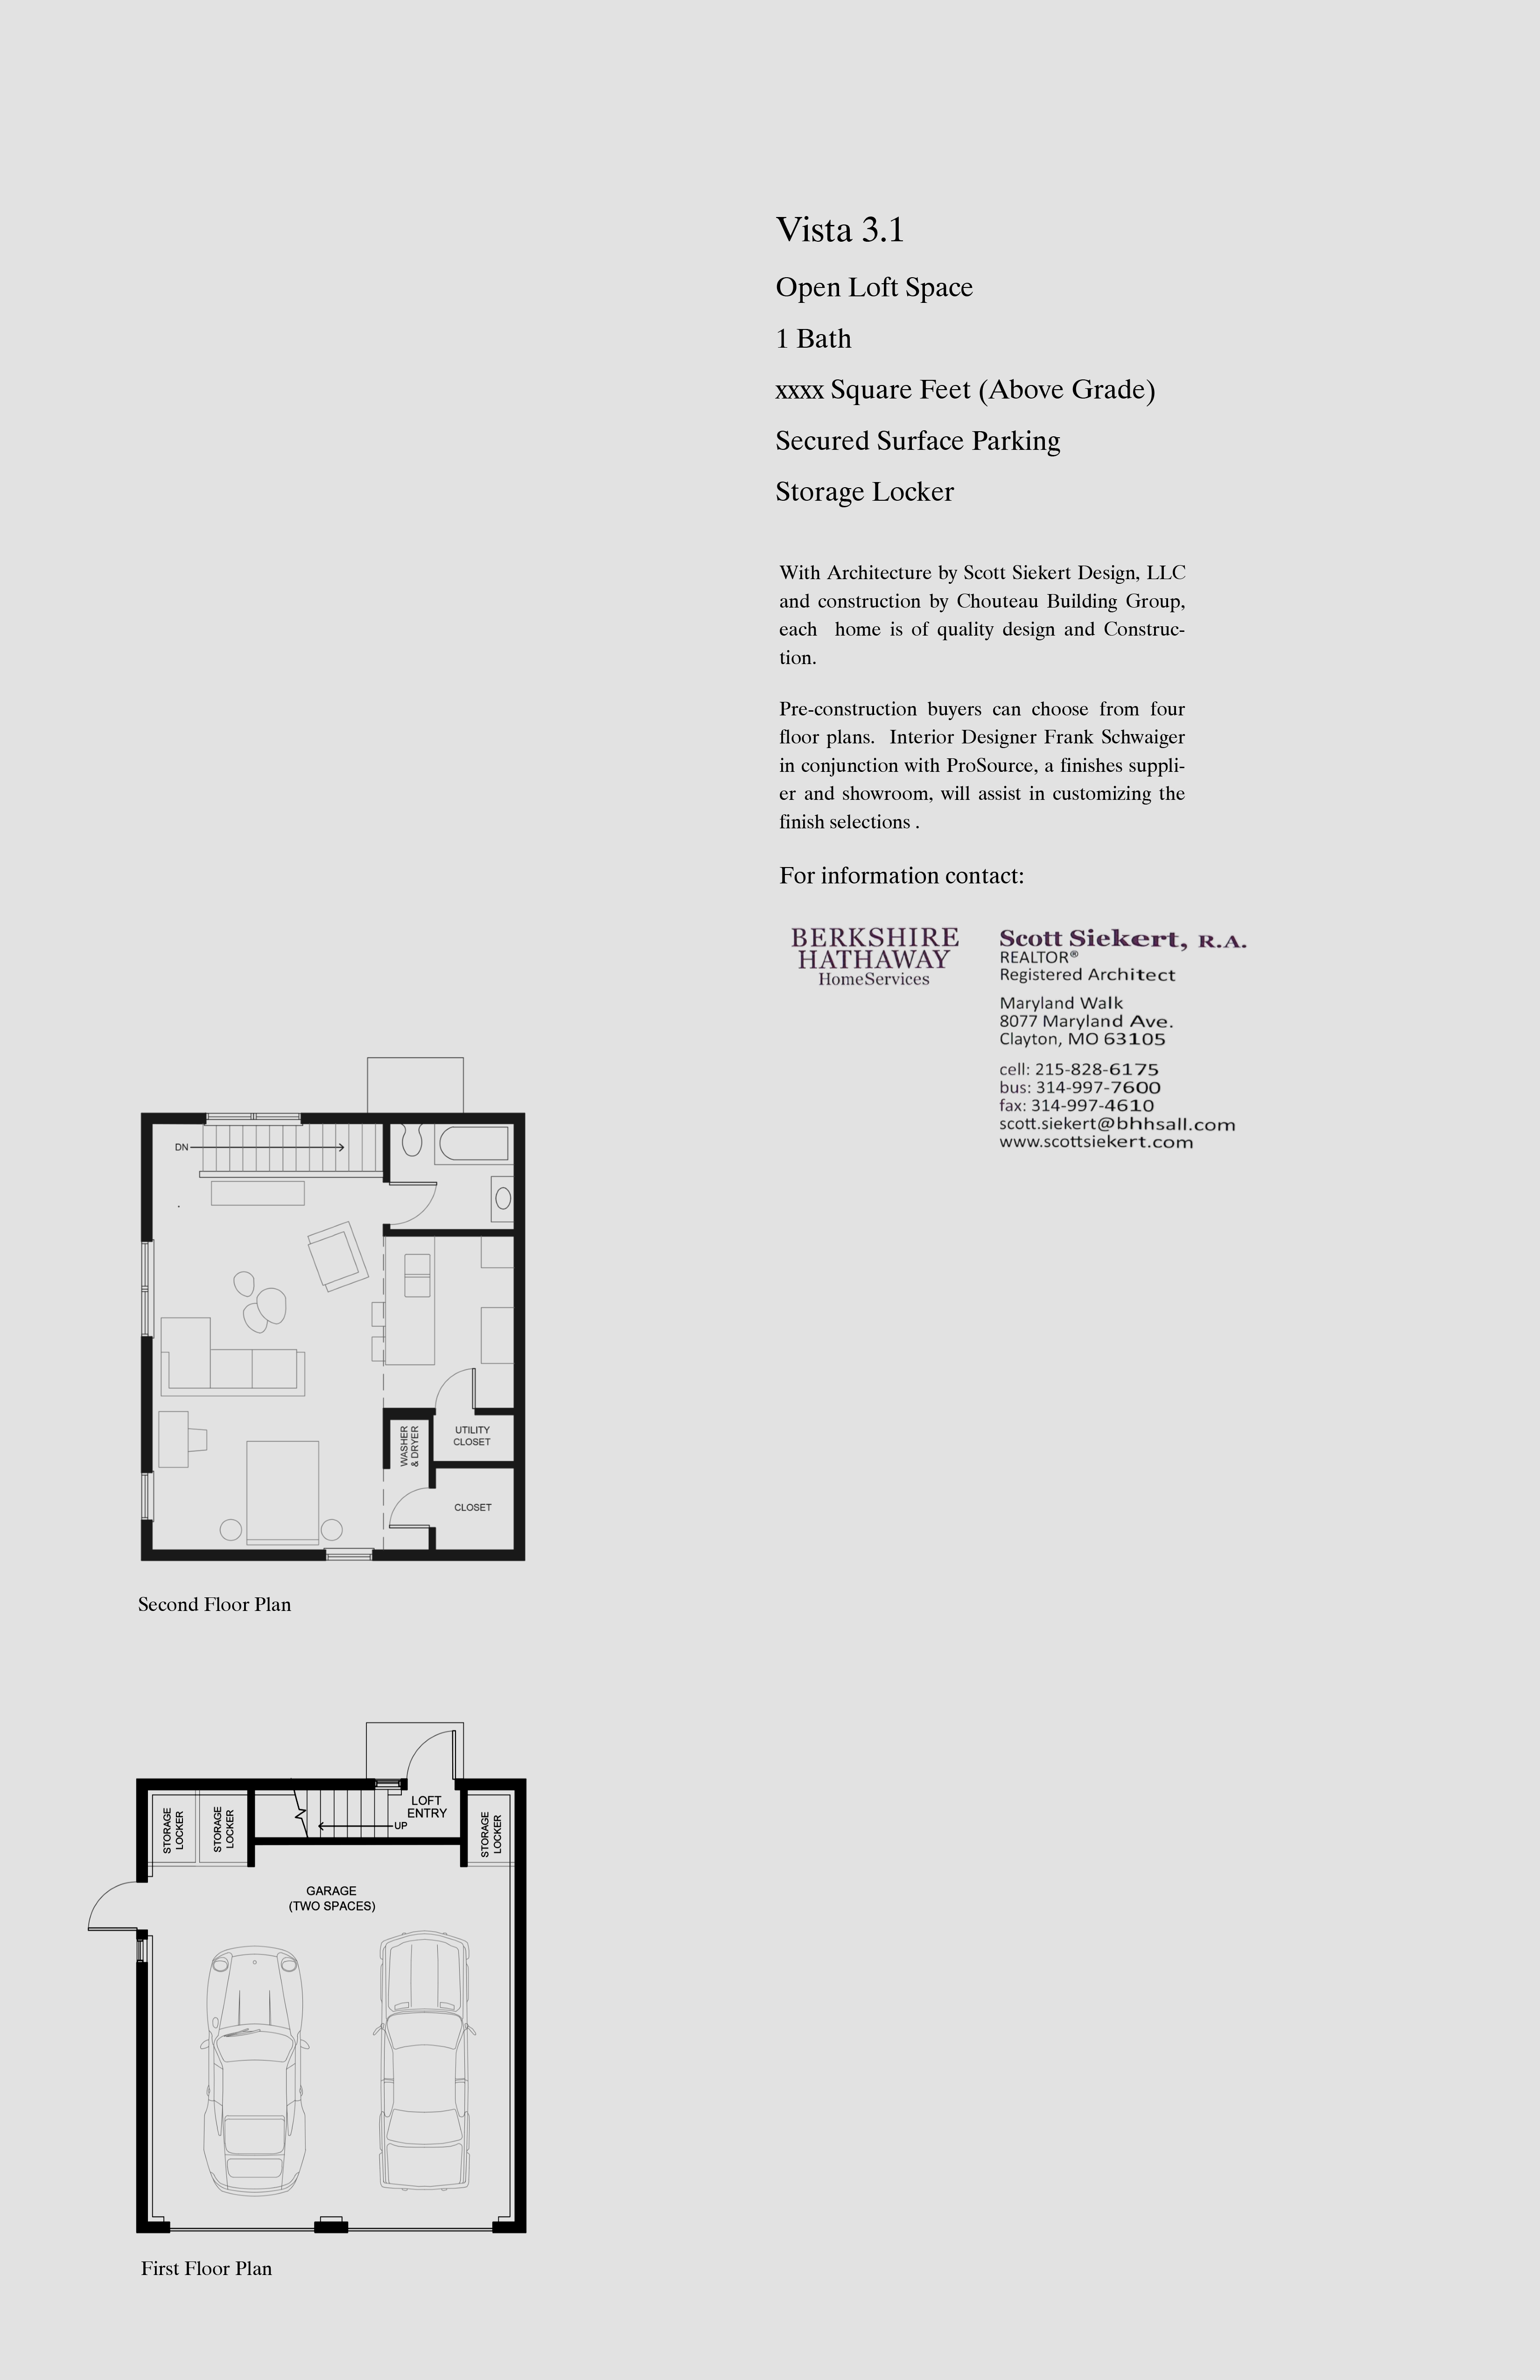 Vista 3.1
Open Loft Space
1 Bath
xxxx Square Feet (Above Grade)
Secured Surface Parking
Storage Locker
With Architecture by Scott Siekert Design, LLC
and construction by Chouteau Building Group,
each home is of quality design and Construc-
tion.
Pre-construction buyers can choose from four
floor plans. Interior Designer Frank Schwaiger
in conjunction with ProSource, a finishes suppli-
er and showroom, will assist in customizing the
finish selections .
For information contact:
BERKSHIRE
HATHAWAY
HomeServices
Scott Siekert, R.A.
REALTOR®
Registered Architect
Maryland Walk
8077 Maryland Ave.
Clayton, MO 63105
cell: 215-828-6175
bus: 314-997-7600
fax: 314-997-4610
scott.siekert@bhhsall.com
www.scottsiekert.com
DN
WASHER
& DRYER
UTILITY
CLOSET
CLOSET
Second Floor Plan
STORAGE
LOCKER
STORAGE
LOCKER
UP
LOFT
ENTRY
STORAGE
LOCKER
GARAGE
(TWO SPACES)
First Floor Plan